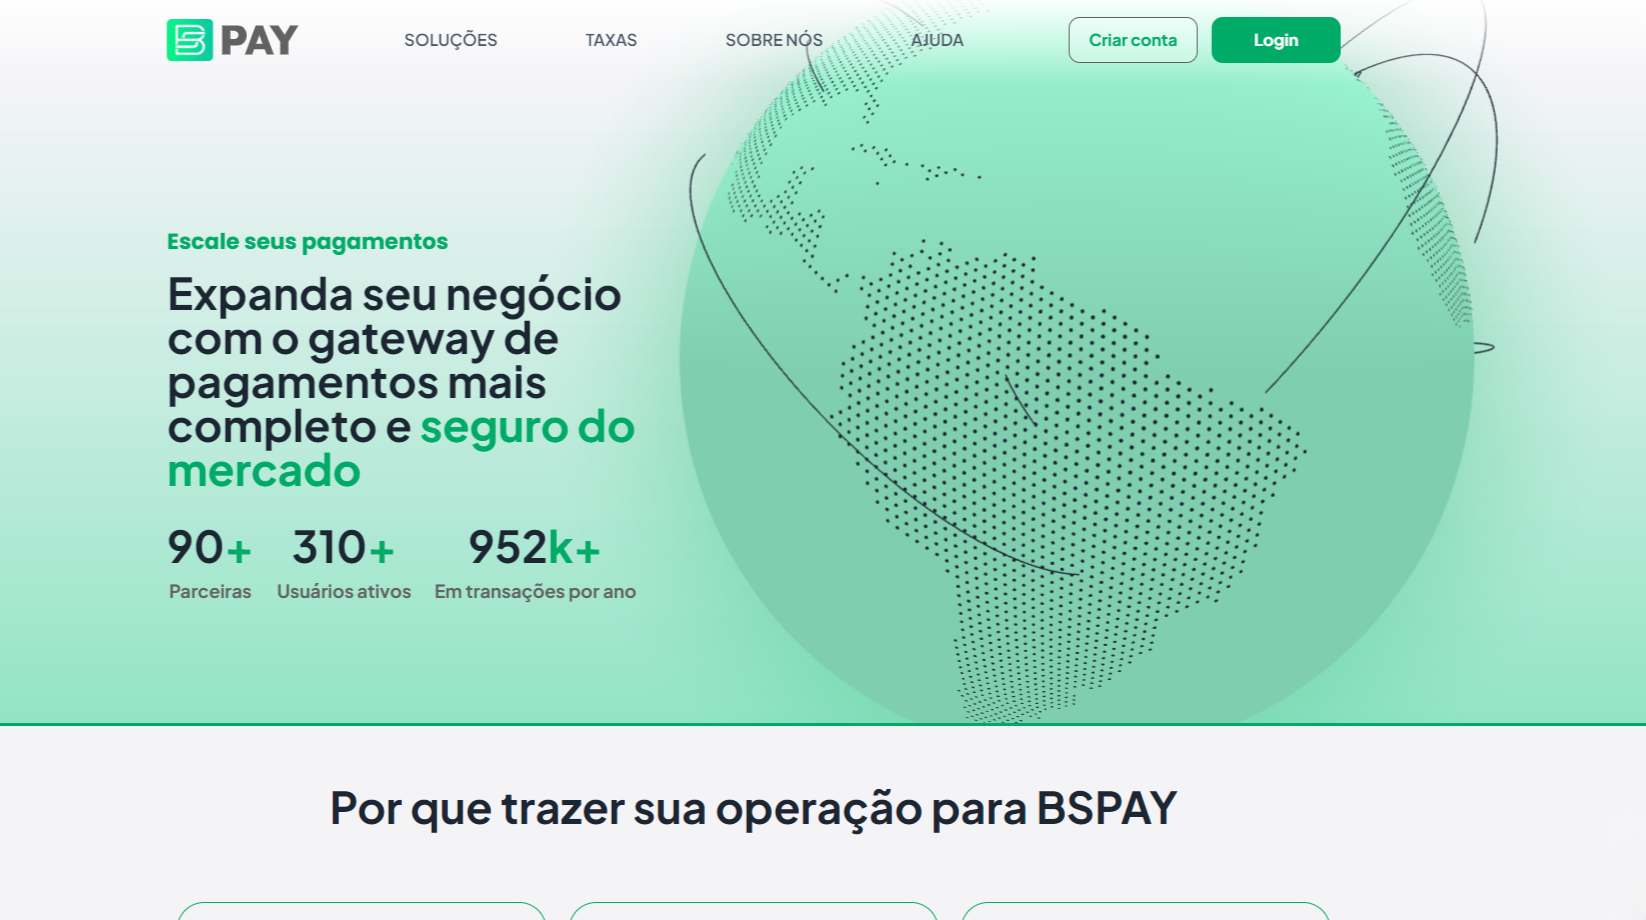 BS PAY
SOLUÇÕES
TAXAS
SOBRE NÓS
AJUDA
Criar conta
Login
Escale seus pagamentos
Expanda seu negócio
com o gateway de
pagamentos mais
completo e seguro do
mercado
90+
310+
952k+
Parceiras
Usuários ativos
Em transações por ano
Por que trazer sua operação para BSPAY